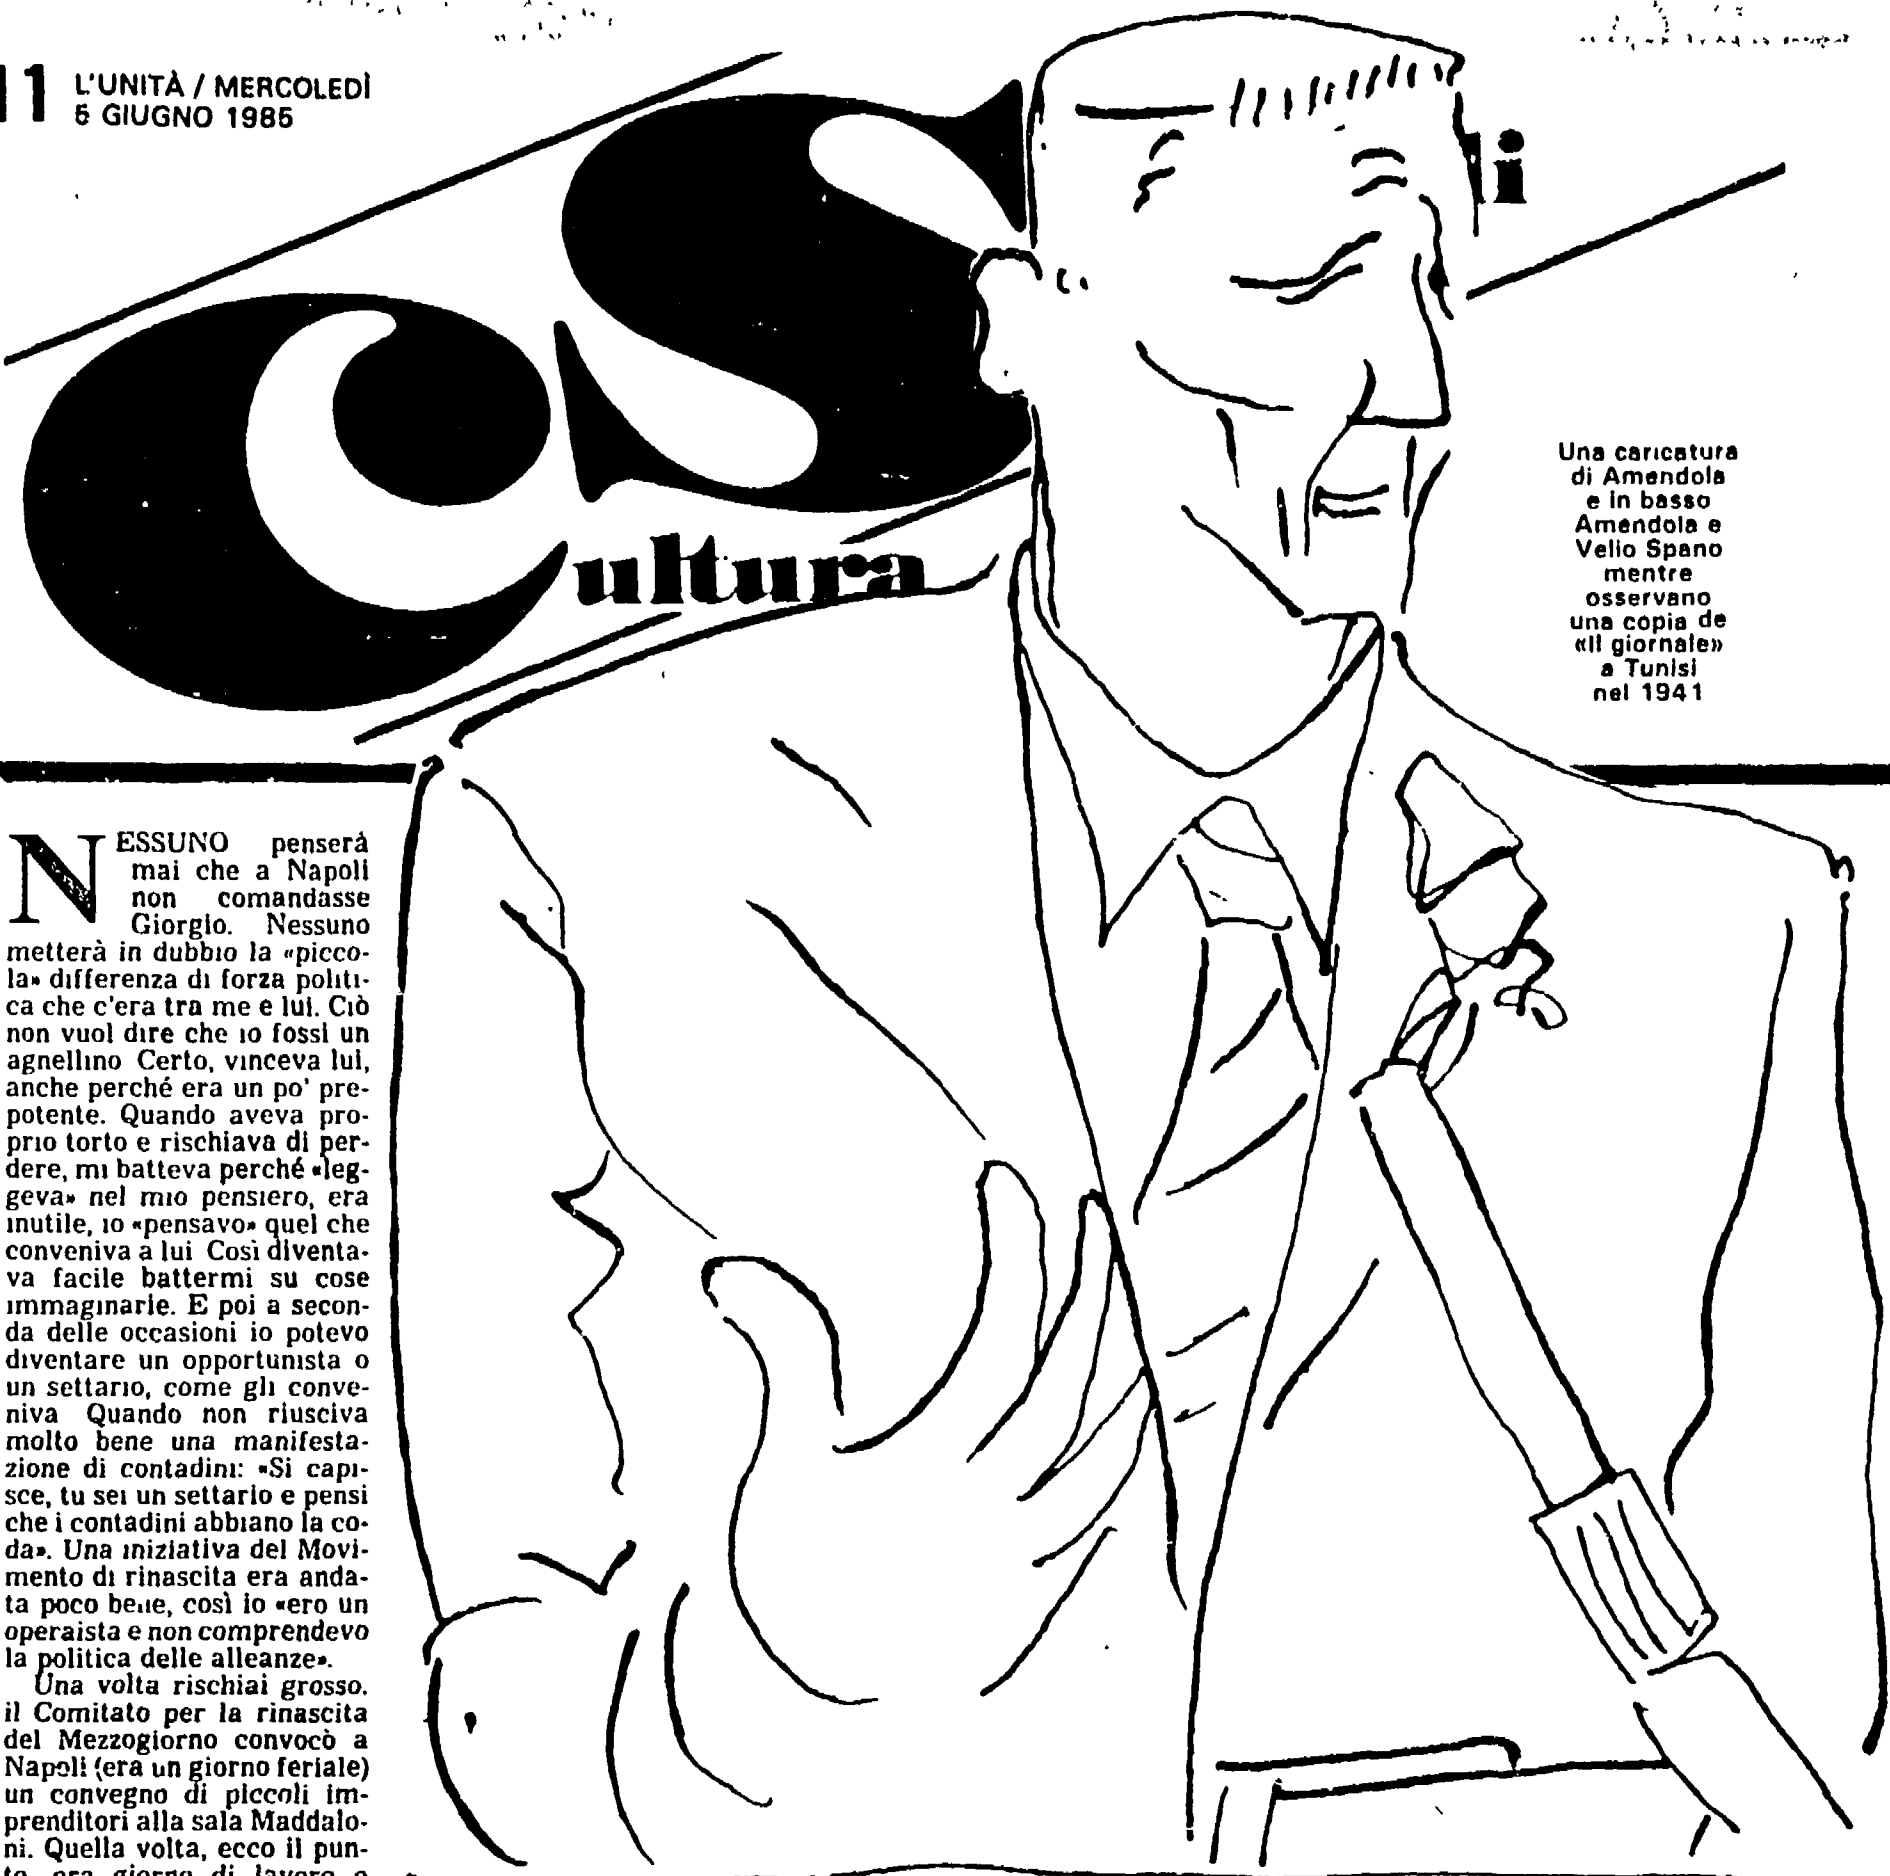 11 L'UNITÀ / MERCOLEDÌ
5 GIUGNO 1985
Cultura
Una caricatura
di Amendola
e in basso
Amendola e
Velio Spano
mentre
osservano
una copia de
«Il giornale»
a Tunisi
nel 1941
NESSUNO penserà
mai che a Napoli
non comandasse
Giorgio. Nessuno
metterà in dubbio la «picco-
la» differenza di forza politi-
ca che c'era tra me e lui. Ciò
non vuol dire che io fossi un
agnellino Certo, vinceva lui,
anche perché era un po' pre-
potente. Quando aveva pro-
prio torto e rischiava di per-
dere, mi batteva perché «leg-
geva» nel mio pensiero, era
inutile, io «pensavo» quel che
conveniva a lui Così diventa-
va facile battermi su cose
immaginarie. E poi a secon-
da delle occasioni io potevo
diventare un opportunista o
un settario, come gli conve-
niva Quando non riusciva
molto bene una manifesta-
zione di contadini: «Si capi-
sce, tu sei un settario e pensi
che i contadini abbiano la co-
da». Una iniziativa del Movi-
mento di rinascita era anda-
ta poco bene, così io «ero un
operaista e non comprendevo
la politica delle alleanze».
Una volta rischiai grosso.
il Comitato per la rinascita
del Mezzogiorno convocò a
Napoli (era un giorno feriale)
un convegno di piccoli im-
prenditori alla sala Maddalo-
ni. Quella volta, ecco il pun-
to, era giorno di lavoro e